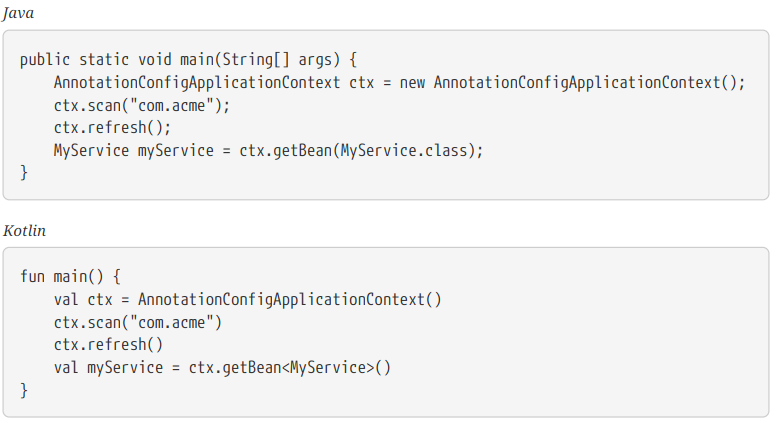 Java
public static void main(String[] args) {
    AnnotationConfigApplicationContext ctx = new AnnotationConfigApplicationContext();
    ctx.scan("com.acme");
    ctx.refresh();
    MyService myService = ctx.getBean(MyService.class);
}
Kotlin
fun main() {
    val ctx = AnnotationConfigApplicationContext()
    ctx.scan("com.acme")
    ctx.refresh()
    val myService = ctx.getBean<MyService>()
}